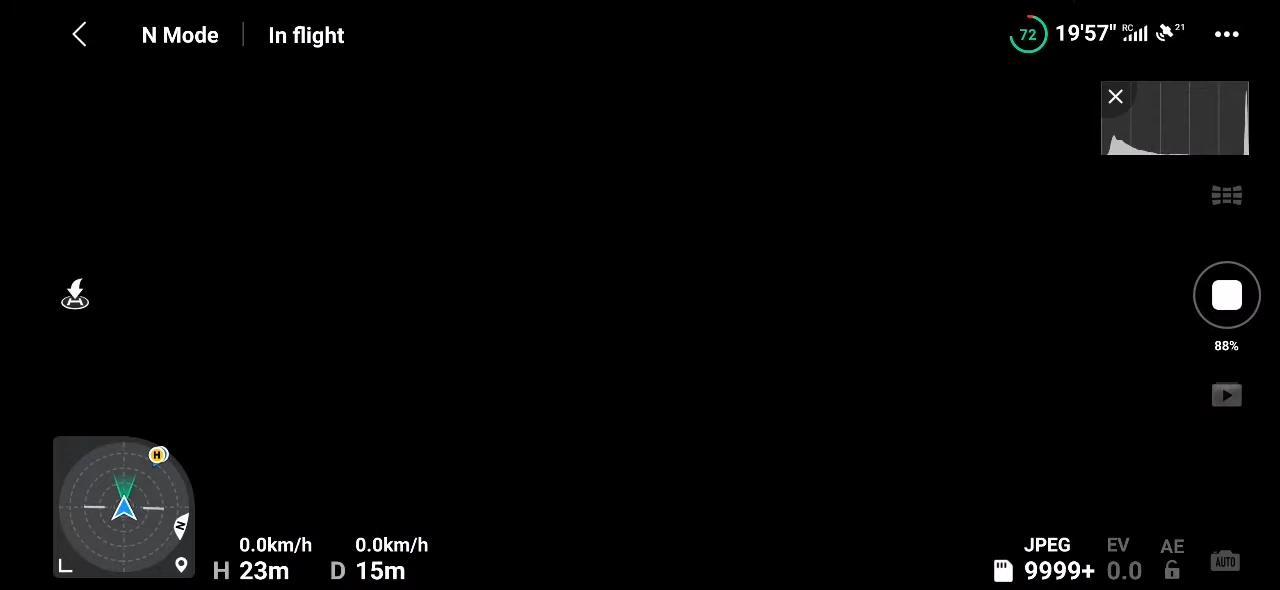 N Mode In flight 72 19'57" RC 21
88%
H
N
0.0km/h 0.0km/h
H 23m D 15m
JPEG EV AE
9999+ 0.0 AUTO